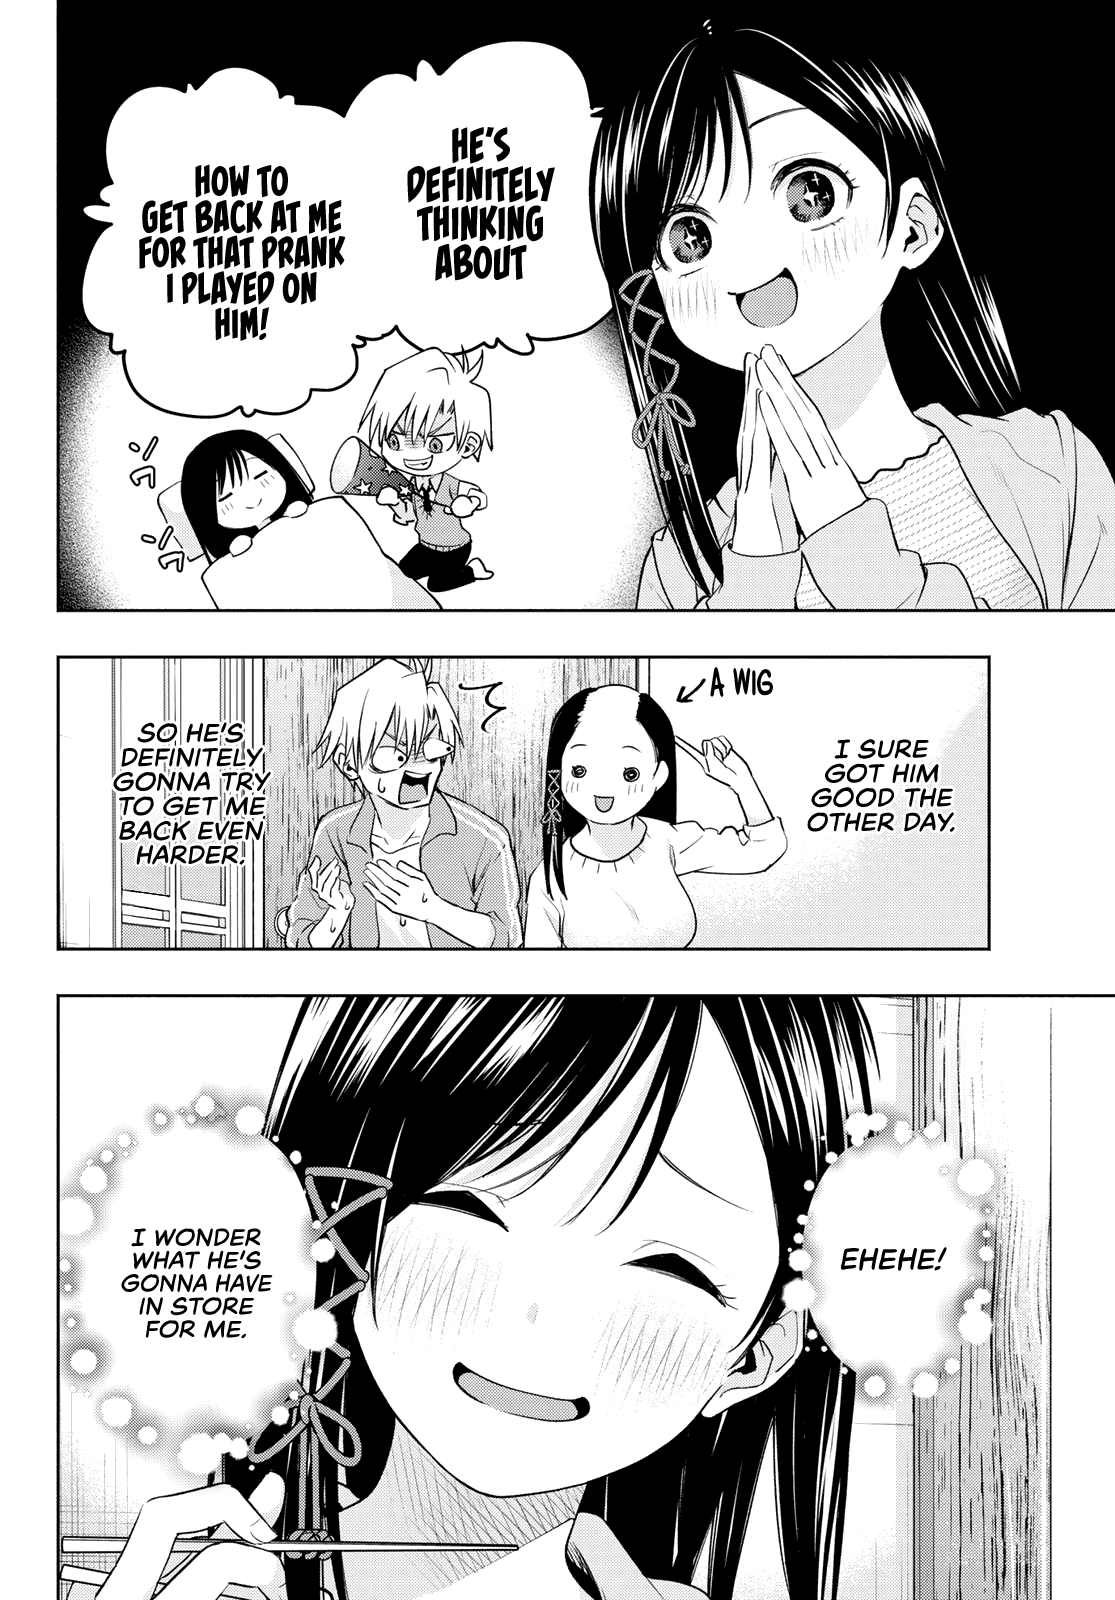 HE'S
DEFINITELY
THINKING
ABOUT
HOW TO
GET BACK AT ME
FOR THAT PRANK
I PLAYED ON
HIM!
A WIG
I SURE
GOT HIM
GOOD THE
OTHER DAY.
SO HE'S
DEFINITELY
GONNA TRY
TO GET ME
BACK EVEN
HARDER.
EHEHE!
I WONDER
WHAT HE'S
GONNA HAVE
IN STORE
FOR ME.